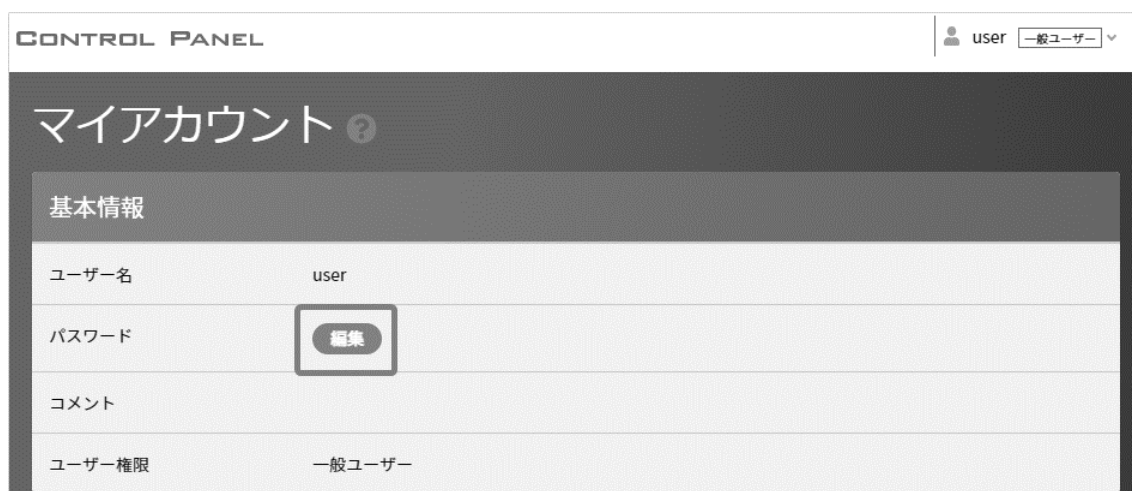 CONTROL PANEL
user 一般ユーザー
マイアカウント ?
基本情報
ユーザー名 user
パスワード 編集
コメント
ユーザー権限 一般ユーザー